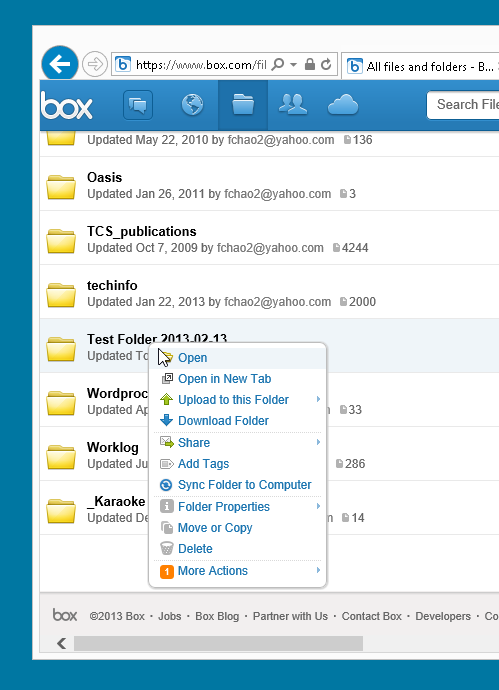 https://www.box.com/fil
All files and folders - B...
box
Search File
Updated May 22, 2010 by fchao2@yahoo.com 136
Oasis
Updated Jan 26, 2011 by fchao2@yahoo.com 3
TCS_publications
Updated Oct 7, 2009 by fchao2@yahoo.com 4244
techinfo
Updated Jan 22, 2013 by fchao2@yahoo.com 2000
Test Folder 2013-02-13
Updated To
Open
Open in New Tab
Wordproc
Upload to this Folder
Updated Ap 33
Download Folder
Worklog
Share
Updated Ju 286
Add Tags
Sync Folder to Computer
_Karaoke
Folder Properties
Updated De 14
Move or Copy
Delete
1 More Actions
box ©2013 Box · Jobs · Box Blog · Partner with Us · Contact Box · Developers · Co